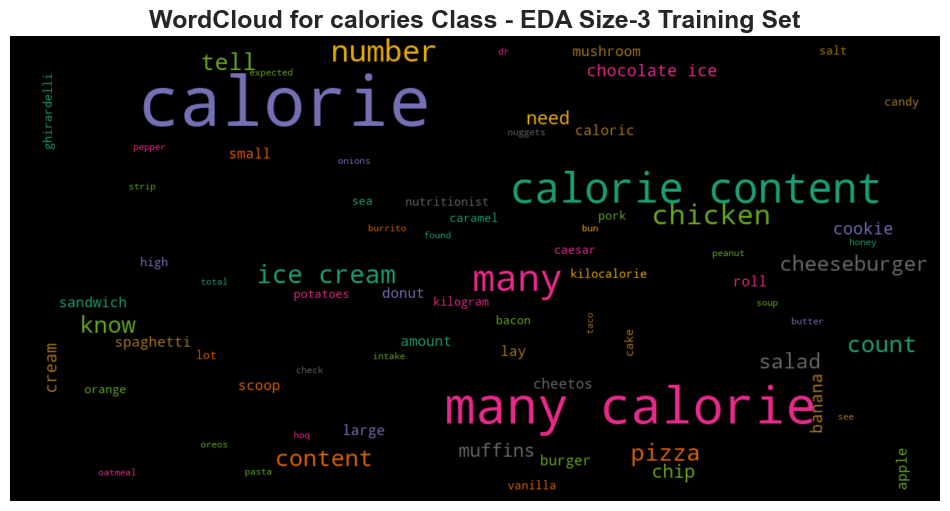 WordCloud for calories Class - EDA Size-3 Training Set
number
dr
mushroom
salt
tell
expected
chocolate ice
ghirardelli
calorie
candy
need
nuggets
caloric
pepper
small
onions
strip
calorie content
sea
nutritionist
caramel
pork
chicken
burrito
found
bun
cookie
honey
high
caesar
peanut
cheeseburger
total
ice cream
many
kilocalorie
roll
potatoes
donut
kilogram
sandwich
soup
know
bacon
taco
butter
spaghetti
amount
cake
count
cream
lot
intake
lay
salad
check
orange
scoop
cheetos
banana
many calorie
see
hoq
large
oreos
muffins
content
burger
pizza
chip
apple
oatmeal
pasta
vanilla